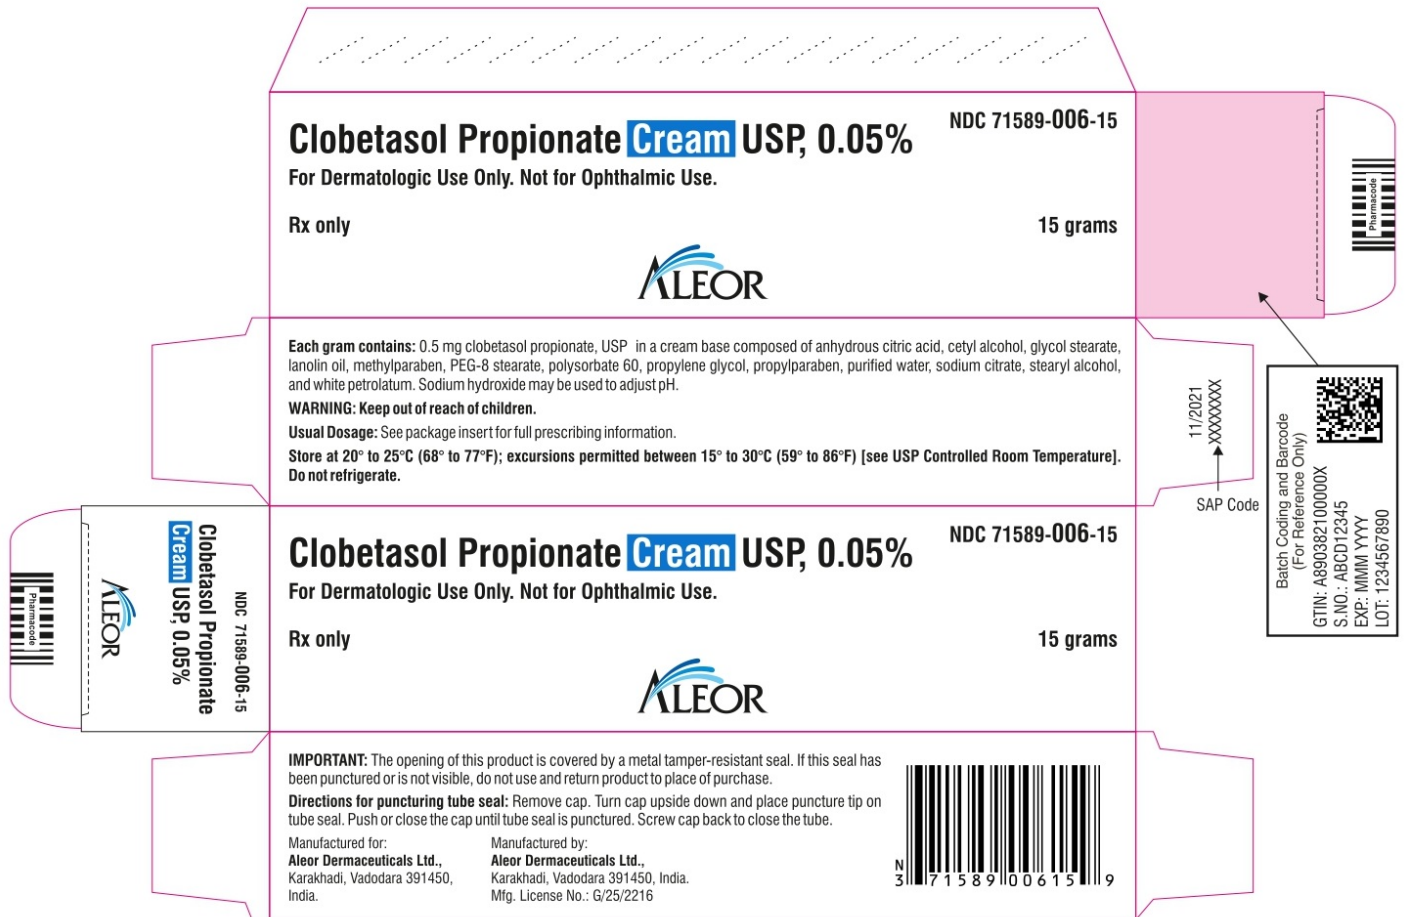 Clobetasol Propionate Cream USP, 0.05%
NDC 71589-006-15
For Dermatologic Use Only. Not for Ophthalmic Use.
Rx only
15 grams
ALEOR
Pharmacode
Each gram contains: 0.5 mg clobetasol propionate, USP in a cream base composed of anhydrous citric acid, cetyl alcohol, glycol stearate,
lanolin oil, methylparaben, PEG-8 stearate, polysorbate 60, propylene glycol, propylparaben, purified water, sodium citrate, stearyl alcohol,
and white petrolatum. Sodium hydroxide may be used to adjust pH.
WARNING: Keep out of reach of children.
Usual Dosage: See package insert for full prescribing information.
Store at 20° to 25°C (68° to 77°F); excursions permitted between 15° to 30°C (59° to 86°F) [see USP Controlled Room Temperature].
Do not refrigerate.
11/2021
XXXXXXXX
SAP Code
Batch Coding and Barcode
(For Reference Only)
GTIN: A890382100000X
S.NO.: ABCD12345
EXP.: MMM YYY
LOT: 1234567890
Pharmacode
ALEOR
Clobetasol Propionate
Cream USP, 0.05%
NDC 71589-006-15
Clobetasol Propionate Cream USP, 0.05%
NDC 71589-006-15
For Dermatologic Use Only. Not for Ophthalmic Use.
Rx only
15 grams
ALEOR
IMPORTANT: The opening of this product is covered by a metal tamper-resistant seal. If this seal has
been punctured or is not visible, do not use and return product to place of purchase.
Directions for puncturing tube seal: Remove cap. Turn cap upside down and place puncture tip on
tube seal. Push or close the cap until tube seal is punctured. Screw cap back to close the tube.
Manufactured for:
Aleor Dermaceuticals Ltd.,
Karakhadi, Vadodara 391450,
India.
Manufactured by:
Aleor Dermaceuticals Ltd.,
Karakhadi, Vadodara 391450, India.
Mfg. License No.: G/25/2216
N
3 71589 00615 9